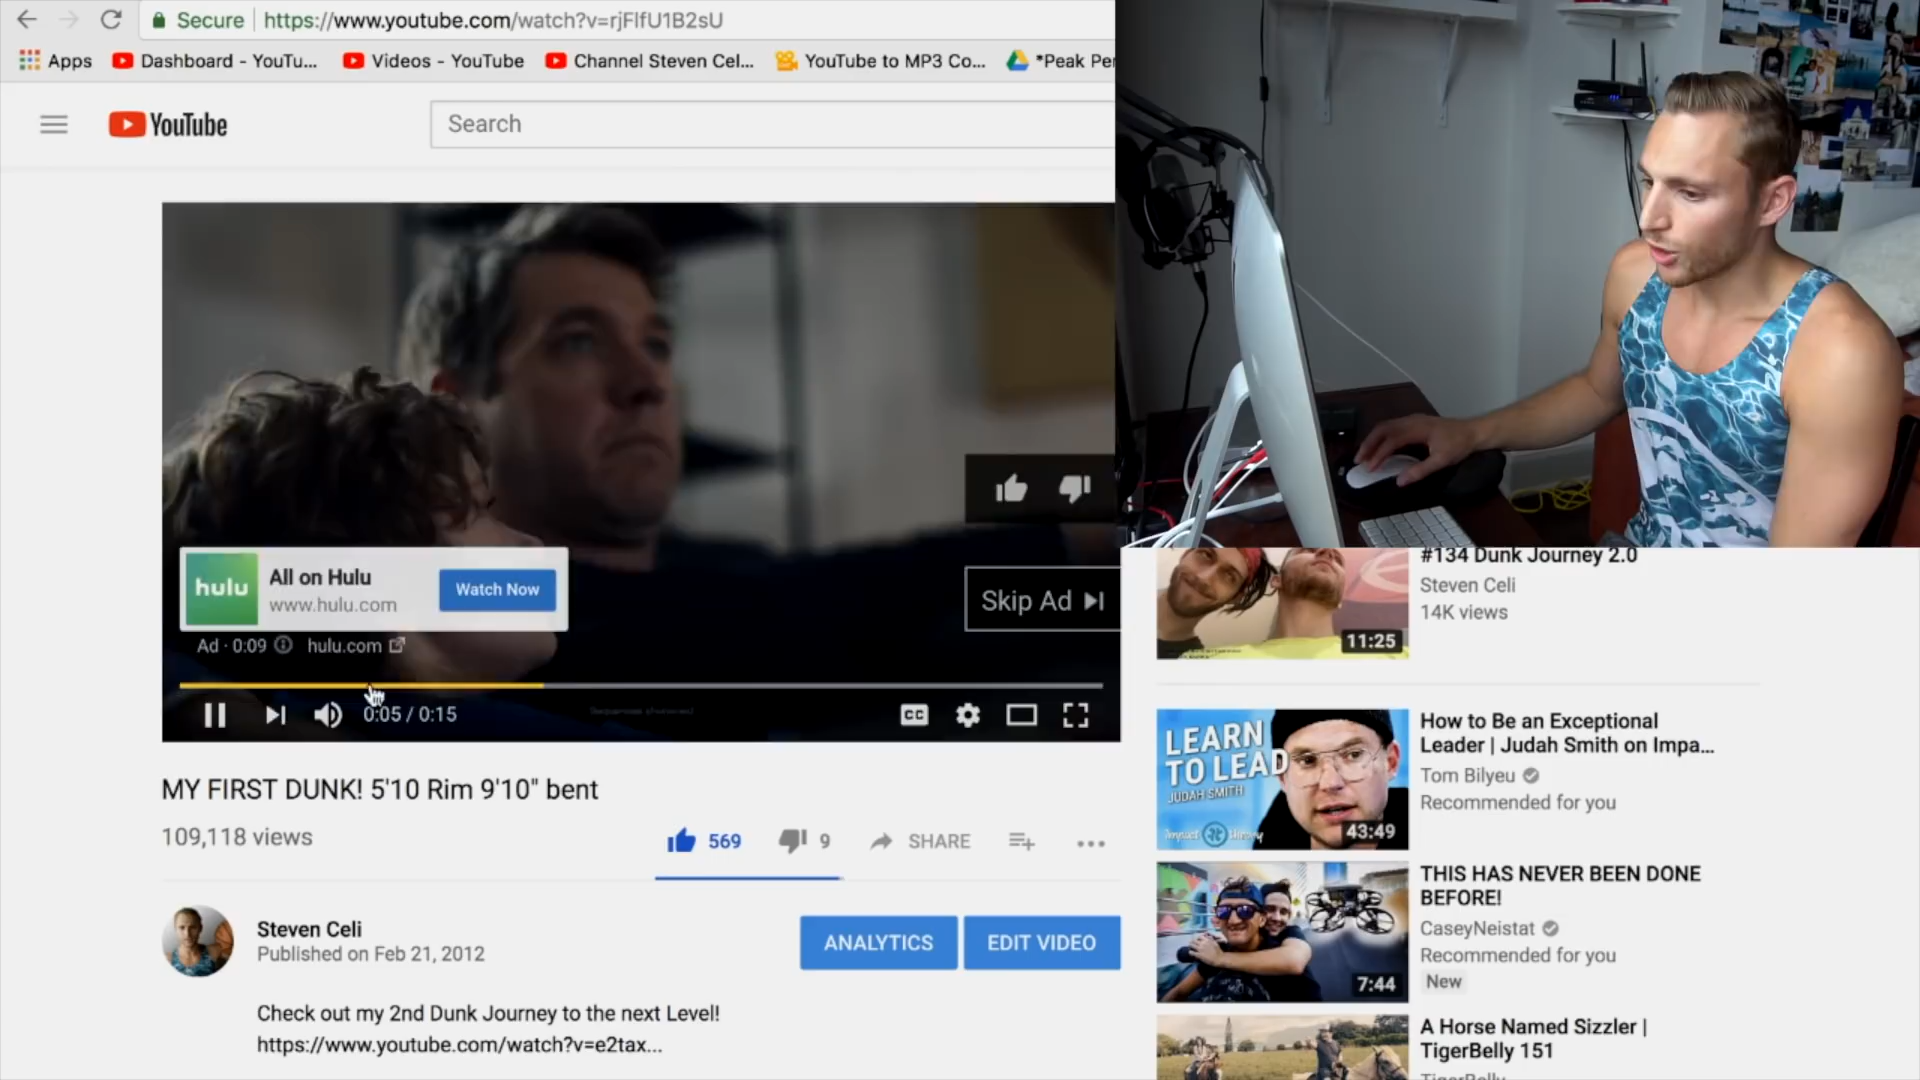 Secure https://www.youtube.com/watch?v=rjFIfU1B2sU
Apps Dashboard - YouTu... Videos - YouTube Channel Steven Cel... YouTube to MP3 Co... *Peak Per
YouTube
Search
hulu
All on Hulu
www.hulu.com
Watch Now
Skip Ad
Ad · 0:09 hulu.com
0:05 / 0:15
CC
MY FIRST DUNK! 5'10 Rim 9'10" bent
109,118 views
569
9
SHARE
Steven Celi
Published on Feb 21, 2012
ANALYTICS
EDIT VIDEO
Check out my 2nd Dunk Journey to the next Level!
https://www.youtube.com/watch?v=e2tax...
#134 Dunk Journey 2.0
Steven Celi
14K views
11:25
LEARN
TO LEAD
JUDAH SMITH
43:49
How to Be an Exceptional
Leader | Judah Smith on Impa...
Tom Bilyeu
Recommended for you
7:44
THIS HAS NEVER BEEN DONE
BEFORE!
CaseyNeistat
Recommended for you
New
A Horse Named Sizzler |
TigerBelly 151
TigerBelly